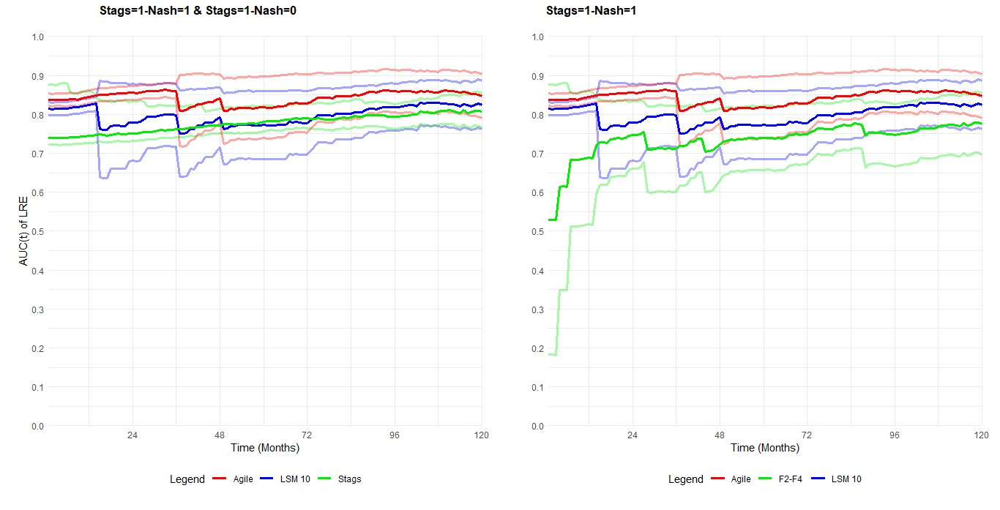 Stags=1-Nash=1 & Stags=1-Nash=0
AUC(t) of LRE
1.0
0.9
0.8
0.7
0.6
0.5
0.4
0.3
0.2
0.1
0.0
24 48 72 96 120
Time (Months)
Legend Agile LSM 10 Stags
Stags=1-Nash=1
1.0
0.9
0.8
0.7
0.6
0.5
0.4
0.3
0.2
0.1
0.0
24 48 72 96 120
Time (Months)
Legend Agile F2-F4 LSM 10